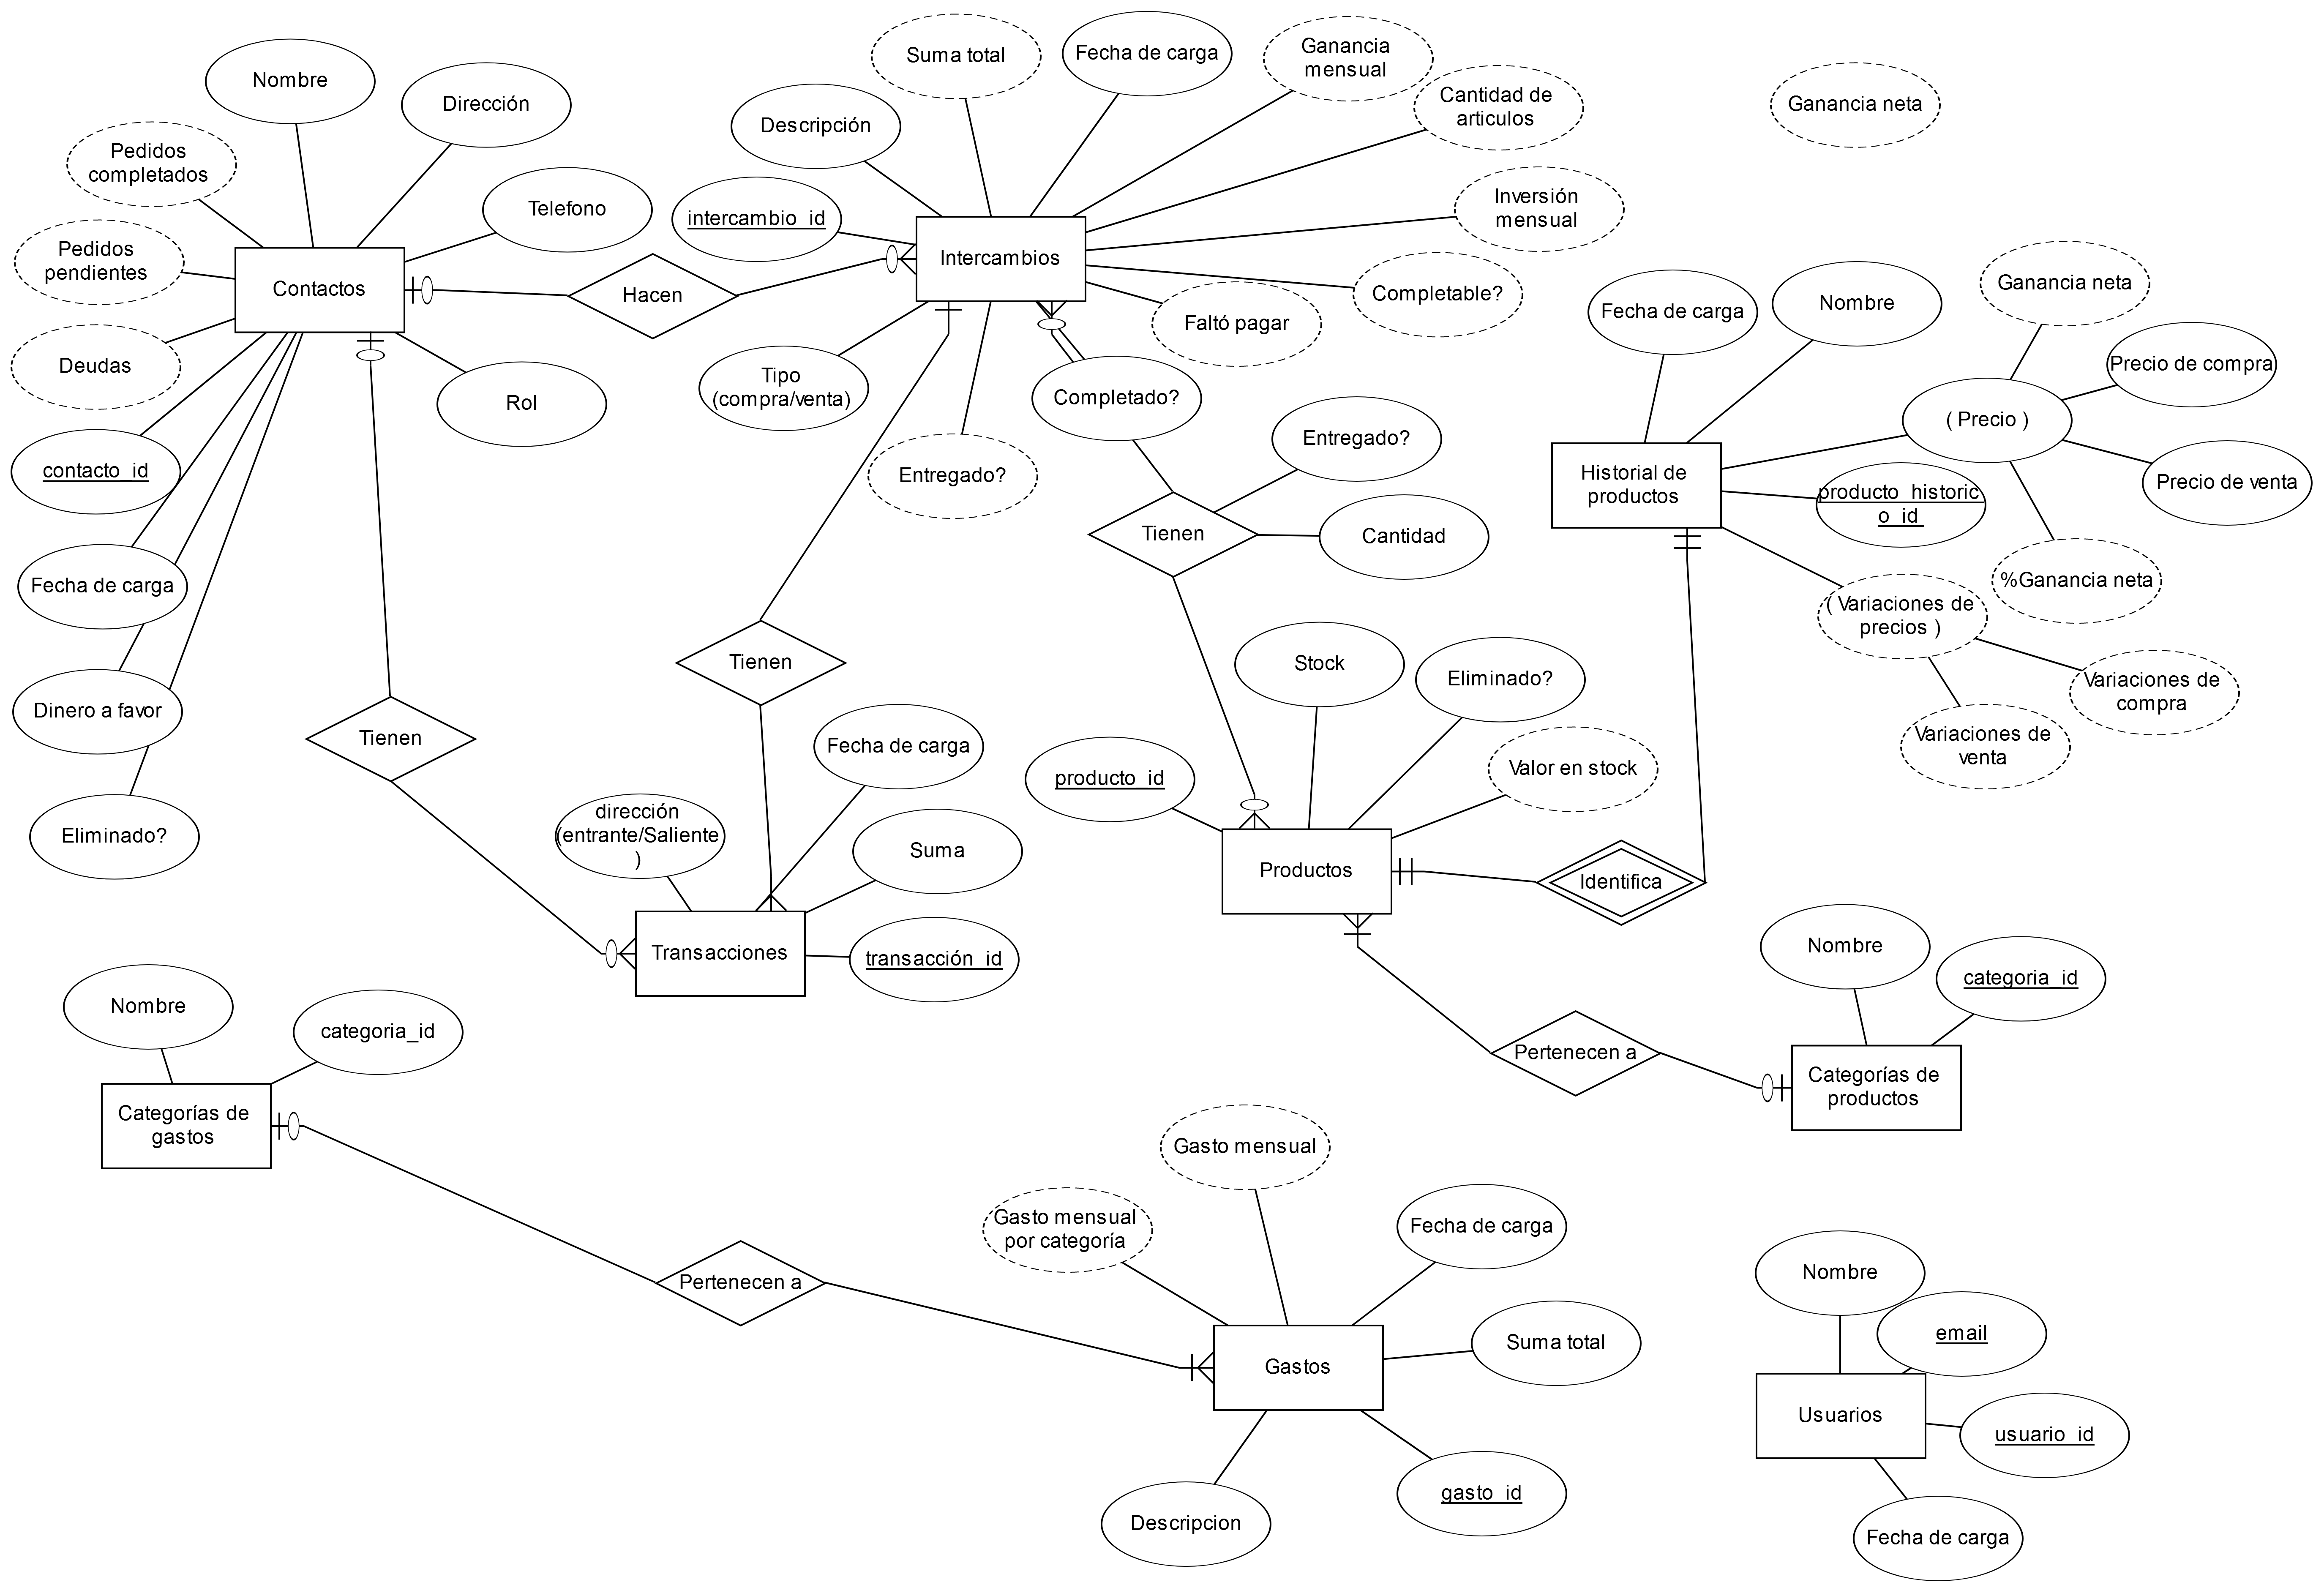 Nombre
Dirección
Pedidos
completados
Telefono
Pedidos
pendientes
Contactos
Deudas
Rol
contacto_id
Fecha de carga
Dinero a favor
Eliminado?
Hacen
Tienen
Suma total
Fecha de carga
Ganancia
mensual
Cantidad de
articulos
Descripción
Inversión
mensual
intercambio_id
Intercambios
Completable?
Faltó pagar
Tipo
(compra/venta)
Completado?
Entregado?
Tienen
Entregado?
Cantidad
Tienen
Ganancia neta
Fecha de carga
Nombre
Ganancia neta
Precio de compra
( Precio )
Precio de venta
Historial de
productos
producto_historic
o_id
%Ganancia neta
( Variaciones de
precios )
Variaciones de
compra
Variaciones de
venta
Stock
Eliminado?
Valor en stock
producto_id
Productos
Identifica
Fecha de carga
dirección
(entrante/Saliente
)
Suma
Transacciones
transacción_id
Nombre
categoria_id
Categorías de
productos
Pertenecen a
Nombre
categoria_id
Categorías de
gastos
Pertenecen a
Gasto mensual
Gasto mensual
por categoría
Fecha de carga
Suma total
Gastos
gasto_id
Descripcion
Nombre
email
Usuarios
usuario_id
Fecha de carga